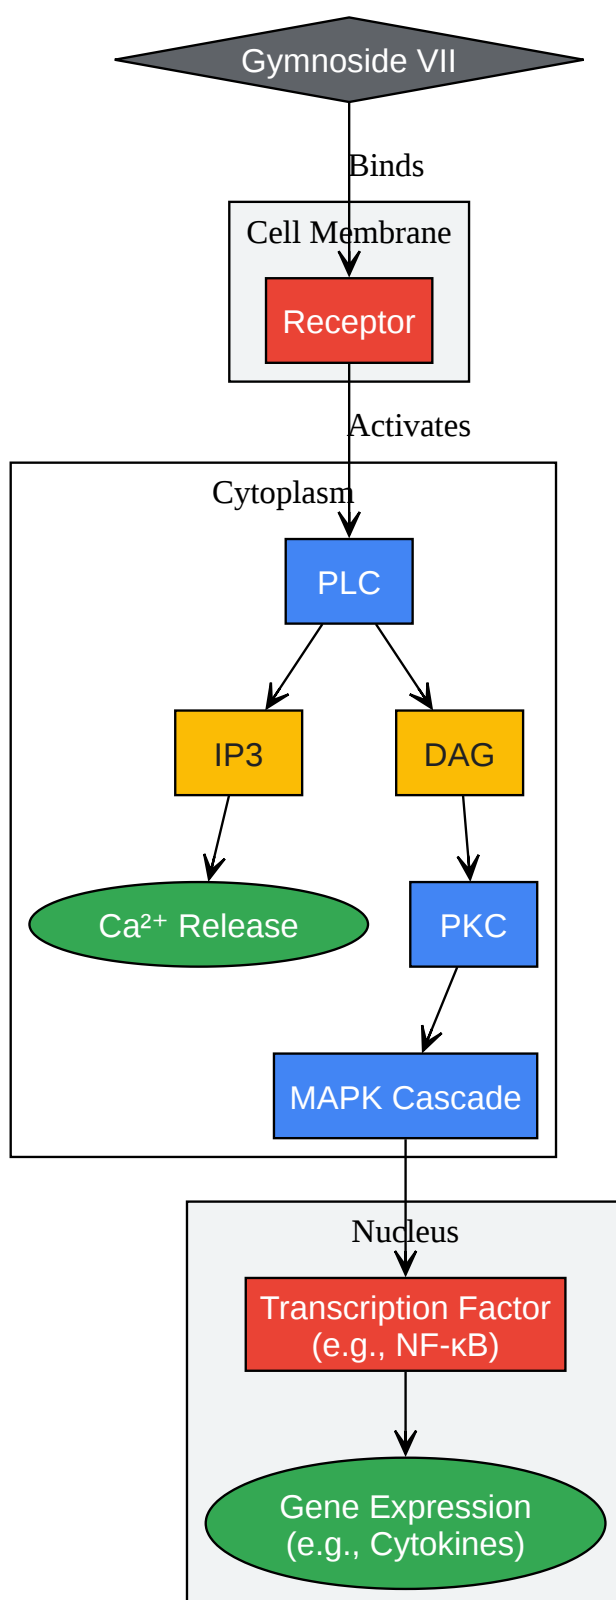 Gymnoside VII
Binds
Cell Membrane
Receptor
Activates
Cytoplasm
PLC
IP3
DAG
Ca²⁺ Release
PKC
MAPK Cascade
Nucleus
Transcription Factor
(e.g., NF-κB)
Gene Expression
(e.g., Cytokines)